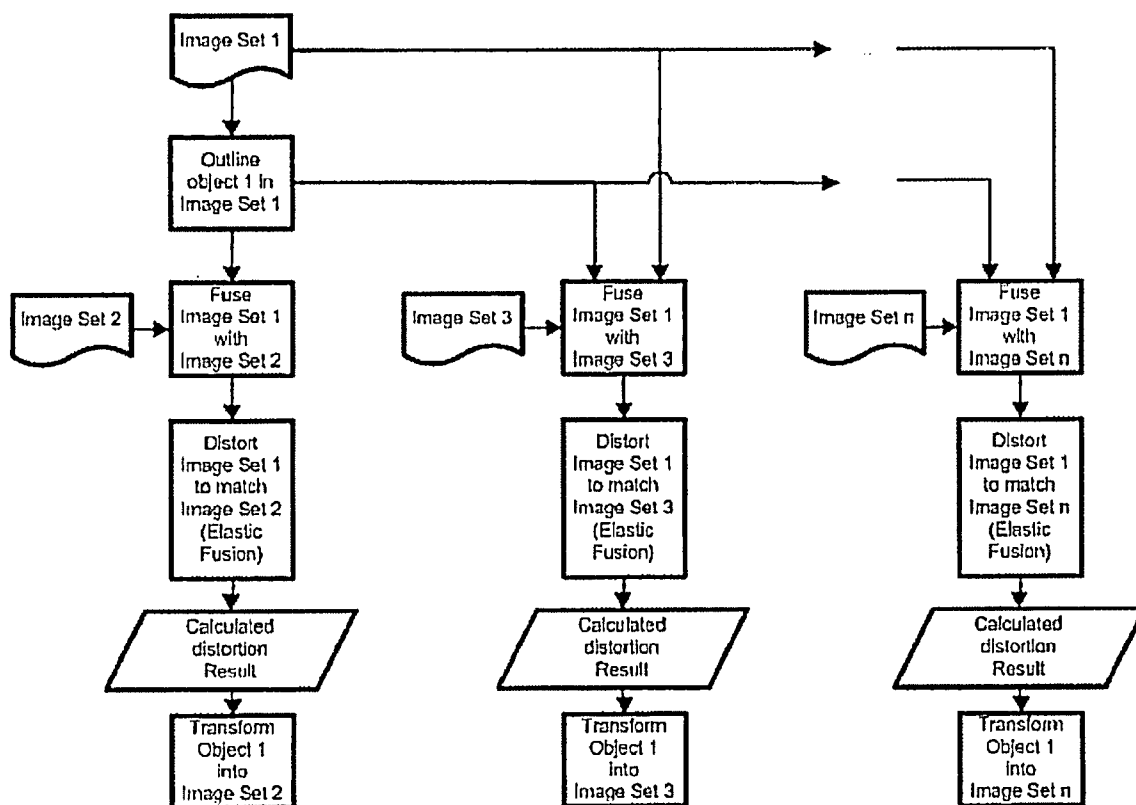 Image Set 1
Outline
object 1 in
Image Set 1
Image Set 2
Fuse
Image Set 1
with
Image Set 2
Image Set 3
Fuse
Image Set 1
with
Image Set 3
Image Set n
Fuse
Image Set 1
with
Image Set n
Distort
Image Set 1
to match
Image Set 2
(Elastic
Fusion)
Distort
Image Set 1
to match
Image Set 3
(Elastic
Fusion)
Distort
Image Set 1
to match
Image Set n
(Elastic
Fusion)
Calculated
distortion
Result
Calculated
distortion
Result
Calculated
distortion
Result
Transform
Object 1
into
Image Set 2
Transform
Object 1
into
Image Set 3
Transform
Object 1
into
Image Set n